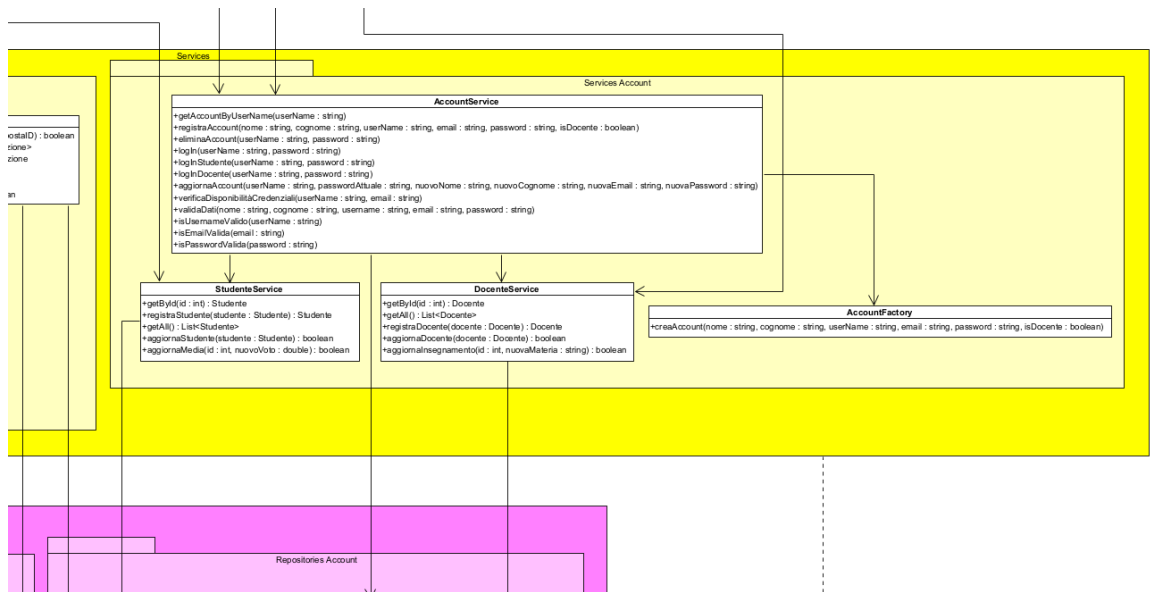 Services
Services Account
AccountService
+getAccountByUserName(userName : string)
+registraAccount(nome : string, cognome : string, userName : string, email : string, password : string, isDocente : boolean)
+eliminaAccount(userName : string, password : string)
+logIn(userName : string, password : string)
+logInStudente(userName : string, password : string)
+logInDocente(userName : string, password : string)
+aggiornaAccount(userName : string, passwordAttuale : string, nuovoNome : string, nuovoCognome : string, nuovaEmail : string, nuovaPassword : string)
+verificaDisponibilitàCredenziali(userName : string, email : string)
+validaDati(nome : string, cognome : string, username : string, email : string, password : string)
+isUsernameValido(userName : string)
+isEmailValida(email : string)
+isPasswordValida(password : string)
postaID) : boolean
zione>
zione
an
StudenteService
+getById(id : int) : Studente
+registraStudente(studente : Studente) : Studente
+getAll() : List<Studente>
+aggiornaStudente(studente : Studente) : boolean
+aggiornaMedia(id : int, nuovoVoto : double) : boolean
DocenteService
+getById(id : int) : Docente
+getAll() : List<Docente>
+registraDocente(docente : Docente) : Docente
+aggiornaDocente(docente : Docente) : boolean
+aggiornaInsegnamento(id : int, nuovaMateria : string) : boolean
AccountFactory
+creaAccount(nome : string, cognome : string, userName : string, email : string, password : string, isDocente : boolean)
Repositories Account